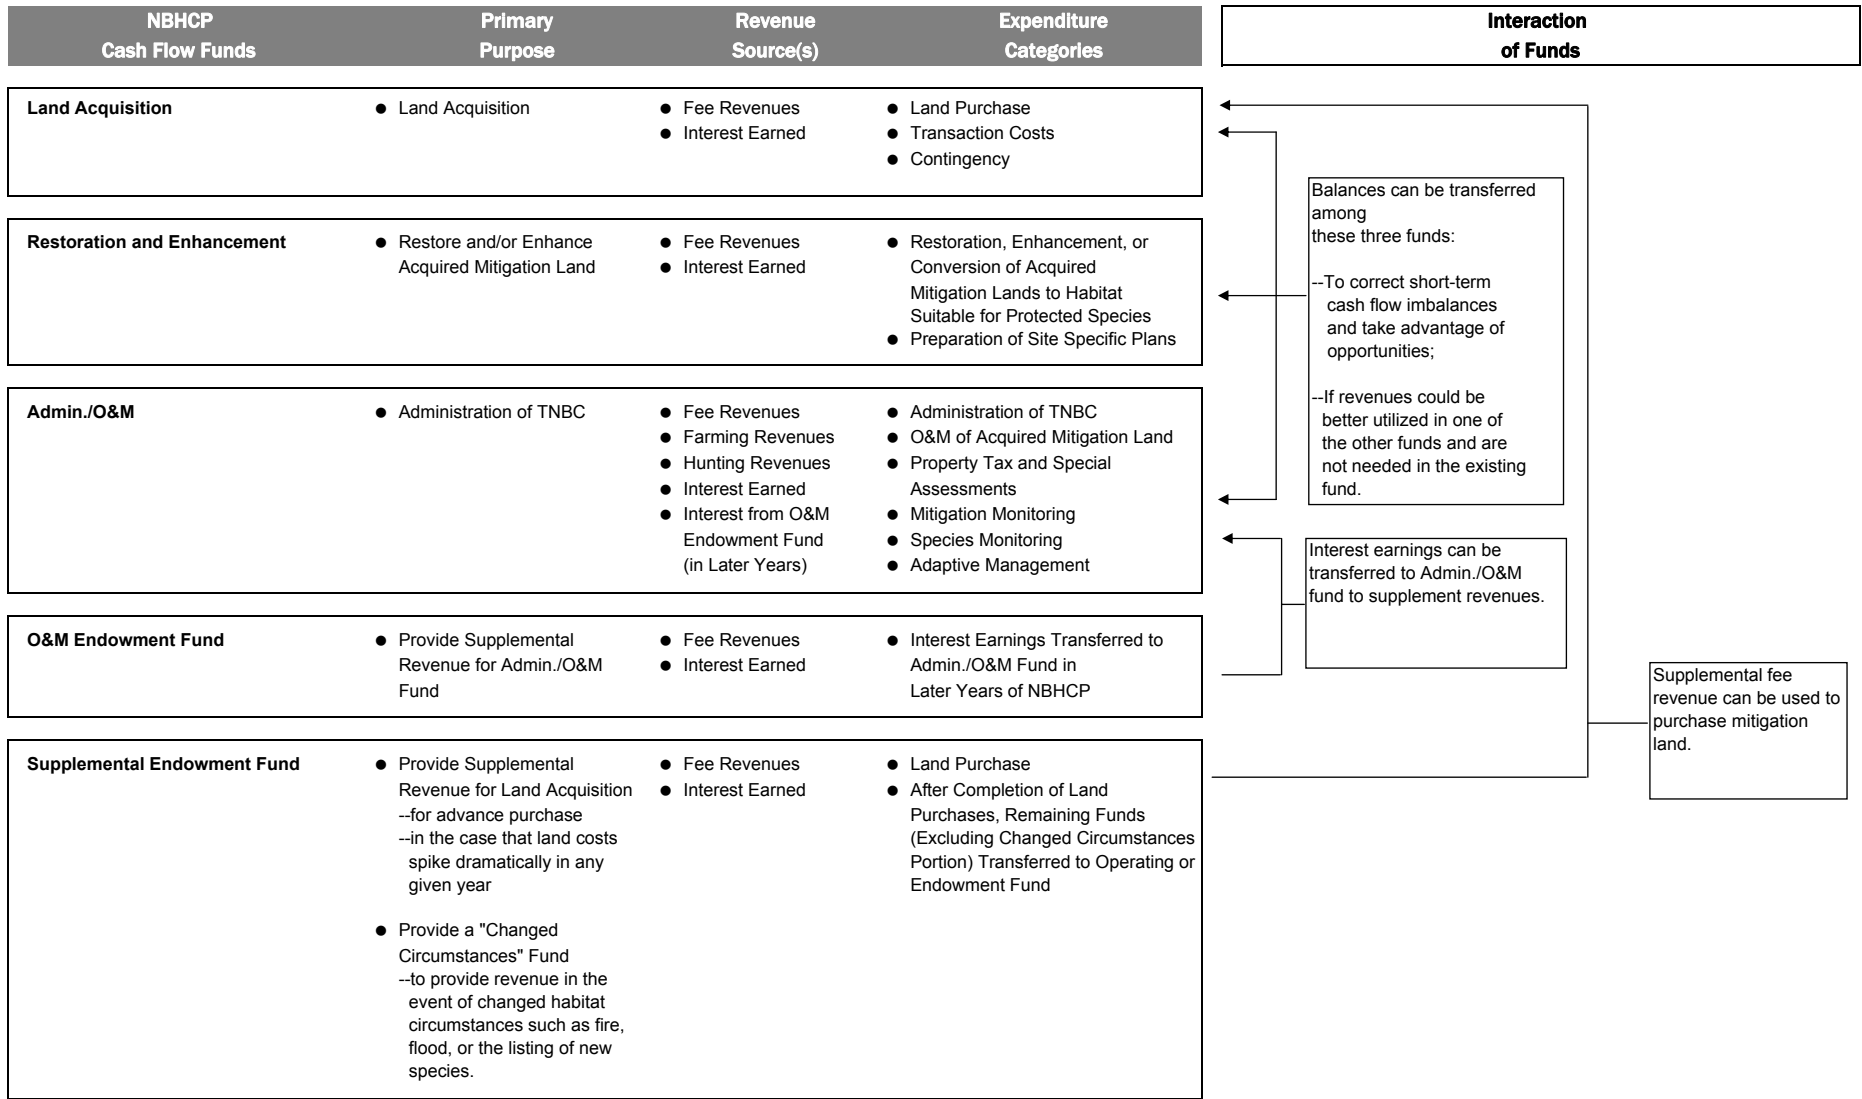 NBHCP
Cash Flow Funds
Primary
Purpose
Revenue
Source(s)
Expenditure
Categories
Interaction
of Funds
Land Acquisition
● Land Acquisition
● Fee Revenues
● Interest Earned
● Land Purchase
● Transaction Costs
● Contingency
Restoration and Enhancement
● Restore and/or Enhance
Acquired Mitigation Land
● Fee Revenues
● Interest Earned
● Restoration, Enhancement, or
Conversion of Acquired
Mitigation Lands to Habitat
Suitable for Protected Species
● Preparation of Site Specific Plans
Balances can be transferred
among
these three funds:
--To correct short-term
cash flow imbalances
and take advantage of
opportunities;
--If revenues could be
better utilized in one of
the other funds and are
not needed in the existing
fund.
Admin./O&M
● Administration of TNBC
● Fee Revenues
● Farming Revenues
● Hunting Revenues
● Interest Earned
● Interest from O&M
Endowment Fund
(in Later Years)
● Administration of TNBC
● O&M of Acquired Mitigation Land
● Property Tax and Special
Assessments
● Mitigation Monitoring
● Species Monitoring
● Adaptive Management
Interest earnings can be
transferred to Admin./O&M
fund to supplement revenues.
O&M Endowment Fund
● Provide Supplemental
Revenue for Admin./O&M
Fund
● Fee Revenues
● Interest Earned
● Interest Earnings Transferred to
Admin./O&M Fund in
Later Years of NBHCP
Supplemental fee
revenue can be used to
purchase mitigation
land.
Supplemental Endowment Fund
● Provide Supplemental
Revenue for Land Acquisition
--for advance purchase
--in the case that land costs
spike dramatically in any
given year
● Provide a "Changed
Circumstances" Fund
--to provide revenue in the
event of changed habitat
circumstances such as fire,
flood, or the listing of new
species.
● Fee Revenues
● Interest Earned
● Land Purchase
● After Completion of Land
Purchases, Remaining Funds
(Excluding Changed Circumstances
Portion) Transferred to Operating or
Endowment Fund